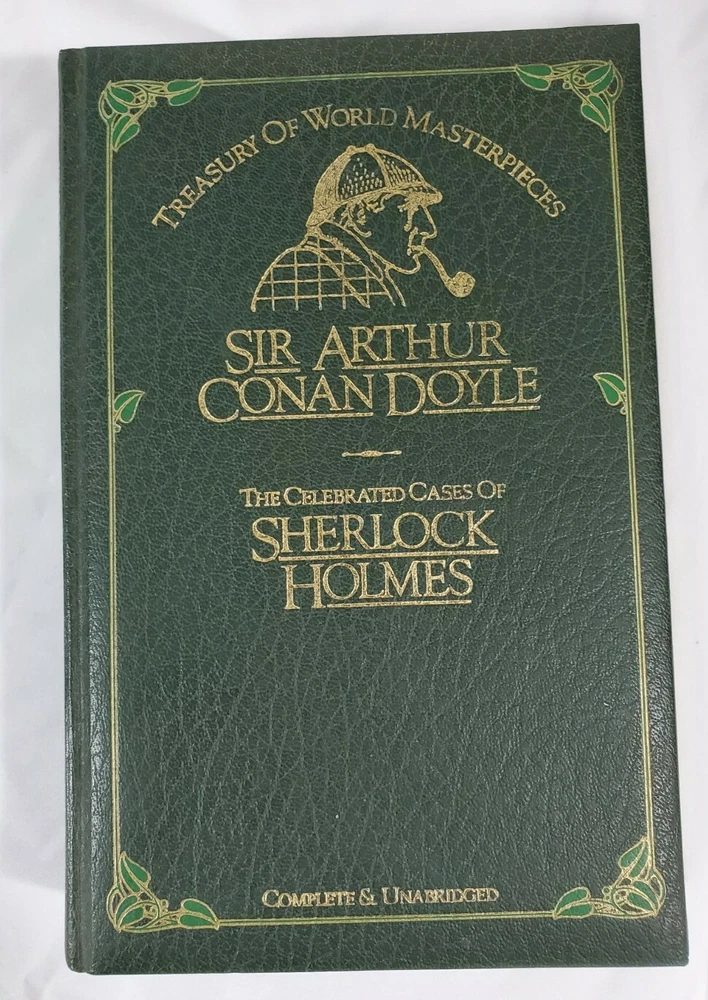 Treasury Of World Masterpieces
Sir Arthur
Conan Doyle
The Celebrated Cases Of
Sherlock
Holmes
Complete & Unabridged